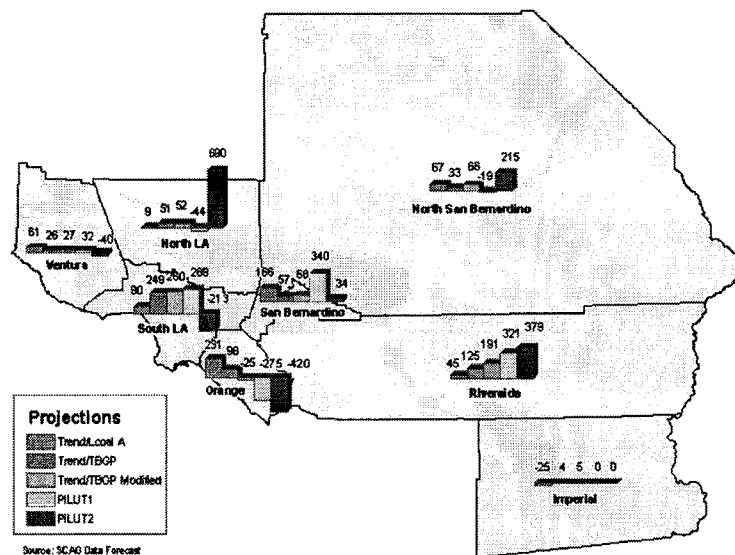 690
9 51 52 -44
North LA
67 33 66 -19 215
North San Bernardino
61 26 27 32 -40
Ventura
80 249 260
South LA
166 57 68 340 34
San Bernardino
98 -25 -275 -420
Orange
45 125 191 321 379
Riverside
-25 4 5 0 0
Imperial
Projections
Trend/Local A
Trend/TBGP
Trend/TBGP Modified
PILUT1
PILUT2
Source: SCAG Data Forecast